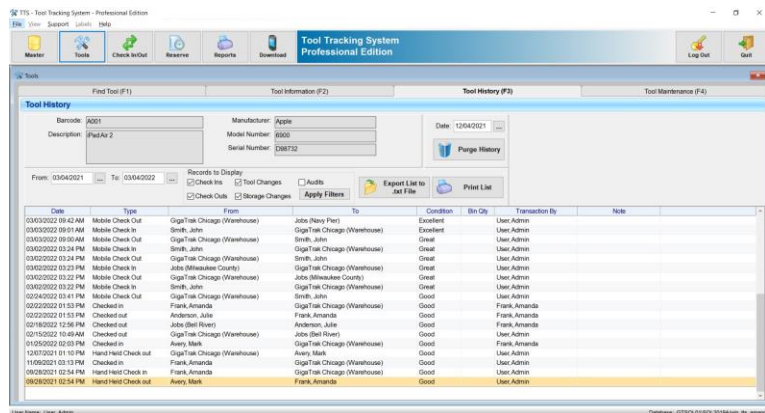 TTS - Tool Tracking System - Professional Edition
File View Support Labels Help
Master Tools Check In/Out Reserve Reports Download
Tool Tracking System
Professional Edition
Log Out Quit
Tools
Find Tool (F1) Tool Information (F2) Tool History (F3) Tool Maintenance (F4)
Tool History
Barcode: A001 Manufacturer: Apple Date: 12/04/2021 ...
Description: iPad Air 2 Model Number: 6900
Serial Number: D98732 Purge History
Records to Display
From: 03/04/2021 ... To: 03/04/2022 ... Check Ins Tool Changes Audits
Check Outs Storage Changes Apply Filters
Export List to .txt File Print List
Date Type From To Condition Bin Qty Transaction By Note
03/03/2022 09:42 AM Mobile Check Out GigaTrak Chicago (Warehouse) Jobs (Navy Pier) Excellent User, Admin
03/03/2022 09:01 AM Mobile Check In Smith, John GigaTrak Chicago (Warehouse) Excellent User, Admin
03/03/2022 09:00 AM Mobile Check Out GigaTrak Chicago (Warehouse) Smith, John Great User, Admin
03/02/2022 03:24 PM Mobile Check In Smith, John GigaTrak Chicago (Warehouse) Great User, Admin
03/02/2022 03:24 PM Mobile Check Out GigaTrak Chicago (Warehouse) Smith, John Great User, Admin
03/02/2022 03:23 PM Mobile Check In Jobs (Milwaukee County) GigaTrak Chicago (Warehouse) Great User, Admin
03/02/2022 03:22 PM Mobile Check Out GigaTrak Chicago (Warehouse) Jobs (Milwaukee County) Great User, Admin
03/02/2022 03:22 PM Mobile Check In Smith, John GigaTrak Chicago (Warehouse) Great User, Admin
02/24/2022 03:41 PM Mobile Check Out GigaTrak Chicago (Warehouse) Smith, John Good User, Admin
02/22/2022 01:53 PM Checked in Frank, Amanda GigaTrak Chicago (Warehouse) Good Frank, Amanda
02/22/2022 01:53 PM Checked out Anderson, Julie Frank, Amanda Good Frank, Amanda
02/18/2022 12:56 PM Checked out Jobs (Bell River) Anderson, Julie Good User, Admin
02/15/2022 10:49 AM Checked out GigaTrak Chicago (Warehouse) Jobs (Bell River) Good User, Admin
01/25/2022 02:03 PM Checked in Avery, Mark GigaTrak Chicago (Warehouse) Good Frank, Amanda
12/07/2021 01:10 PM Hand Held Check out GigaTrak Chicago (Warehouse) Avery, Mark Good User, Admin
11/09/2021 03:13 PM Checked in Frank, Amanda GigaTrak Chicago (Warehouse) Good User, Admin
09/28/2021 02:54 PM Hand Held Check in Frank, Amanda GigaTrak Chicago (Warehouse) Good User, Admin
09/28/2021 02:54 PM Hand Held Check out Avery, Mark Frank, Amanda Good User, Admin
User Name: User, Admin